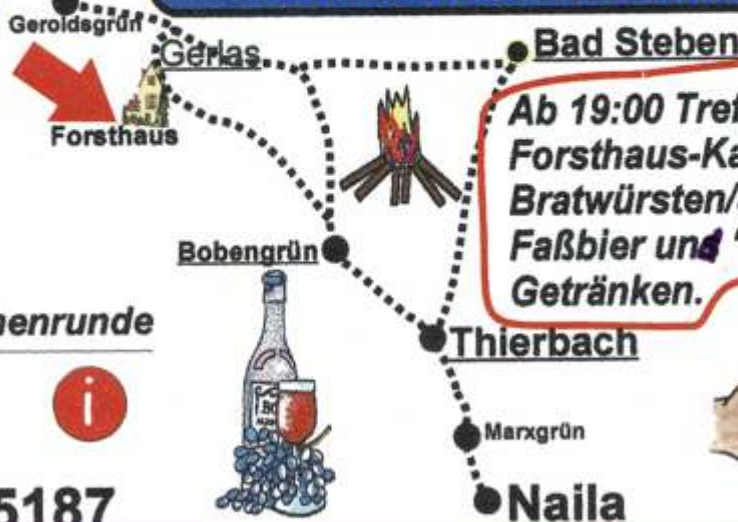 Geroldsgrün
Gerlas
Bad Steben
Forsthaus
Ab 19:00 Tref
Forsthaus-Ka
Bratwürsten/
Faßbier und "
Getränken.
Bobengrün
enrunde
Thierbach
i
Marxgrün
5187
Naila